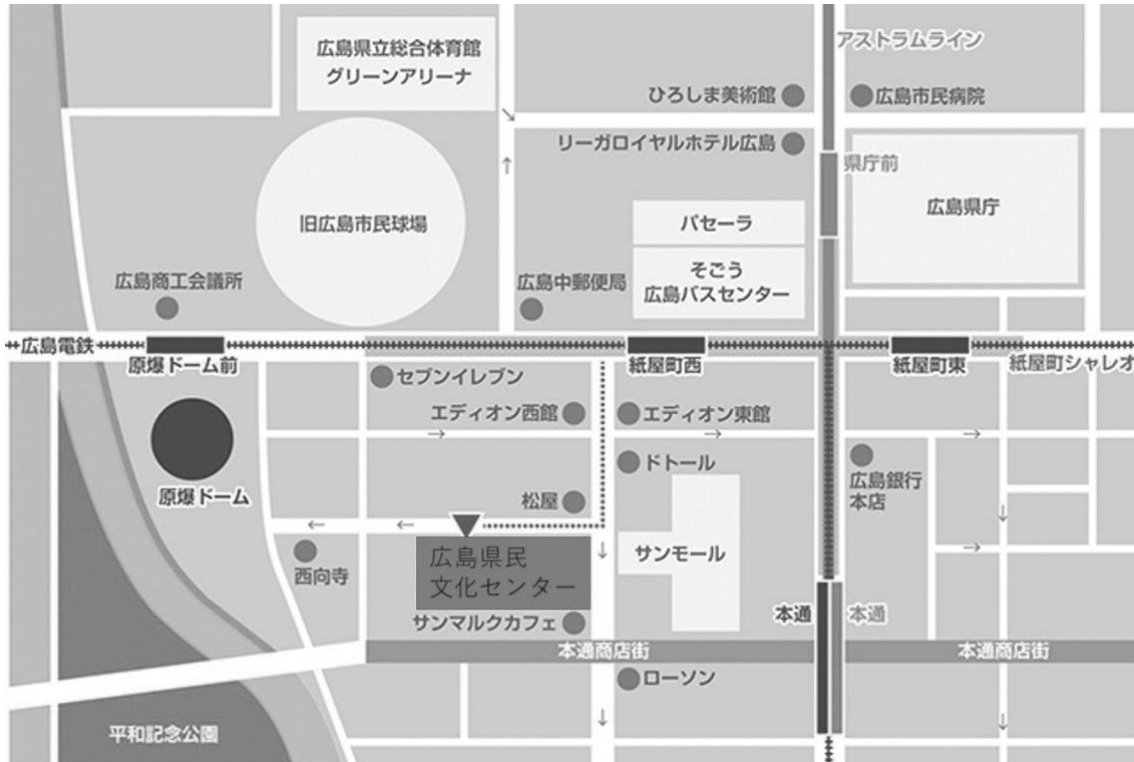 広島県立総合体育館
グリーンアリーナ
アストラムライン
ひろしま美術館
広島市民病院
リーガロイヤルホテル広島
県庁前
広島県庁
旧広島市民球場
パセーラ
そごう
広島バスセンター
広島商工会議所
広島中郵便局
広島電鉄
原爆ドーム前
紙屋町西
紙屋町東
紙屋町シャレオ
セブンイレブン
エディオン西館
エディオン東館
原爆ドーム
ドトール
広島銀行
本店
松屋
サンモール
広島県民
文化センター
西向寺
サンマルクカフェ
本通
本通
本通商店街
本通商店街
ローソン
平和記念公園